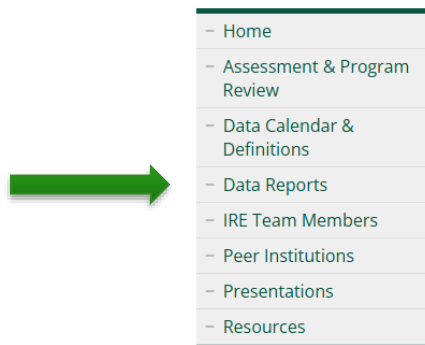 – Home
– Assessment & Program
Review
– Data Calendar &
Definitions
– Data Reports
– IRE Team Members
– Peer Institutions
– Presentations
– Resources